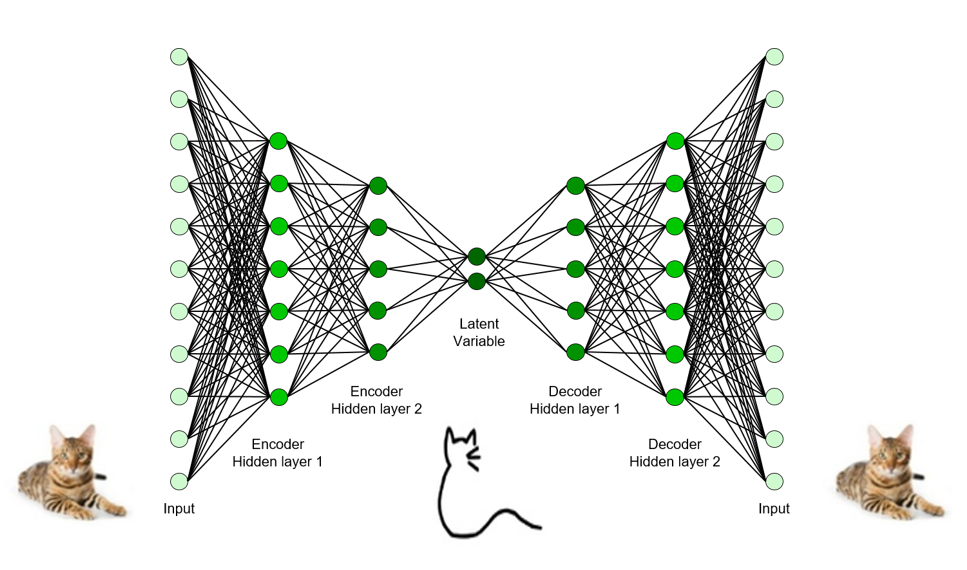 Latent
Variable
Encoder
Hidden layer 2
Decoder
Hidden layer 1
Encoder
Hidden layer 1
Decoder
Hidden layer 2
Input
Input